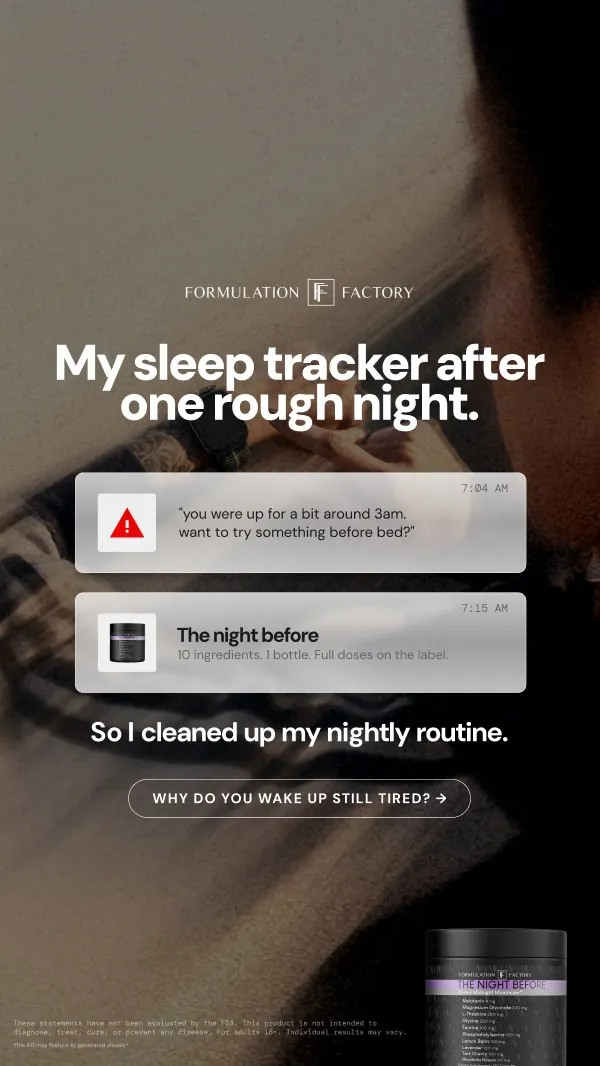 FORMULATION FACTORY
My sleep tracker after
one rough night.
7:04 AM
"you were up for a bit around 3am.
want to try something before bed?"
7:15 AM
The night before
10 ingredients. 1 bottle. Full doses on the label.
So I cleaned up my nightly routine.
WHY DO YOU WAKE UP STILL TIRED? →
FORMULATION FACTORY
THE NIGHT BEFORE
Melatonin
Magnesium Glycinate
L-Theanine
Glycine
Taurine
Phosphatidylserine
Lemon Balm
Lavender
Tart Cherry
Rhodiola Rosea
These statements have not been evaluated by the FDA. This product is not intended to
diagnose, treat, cure, or prevent any disease. For adults 18+. Individual results may vary.
*This AD may feature AI generated visuals*